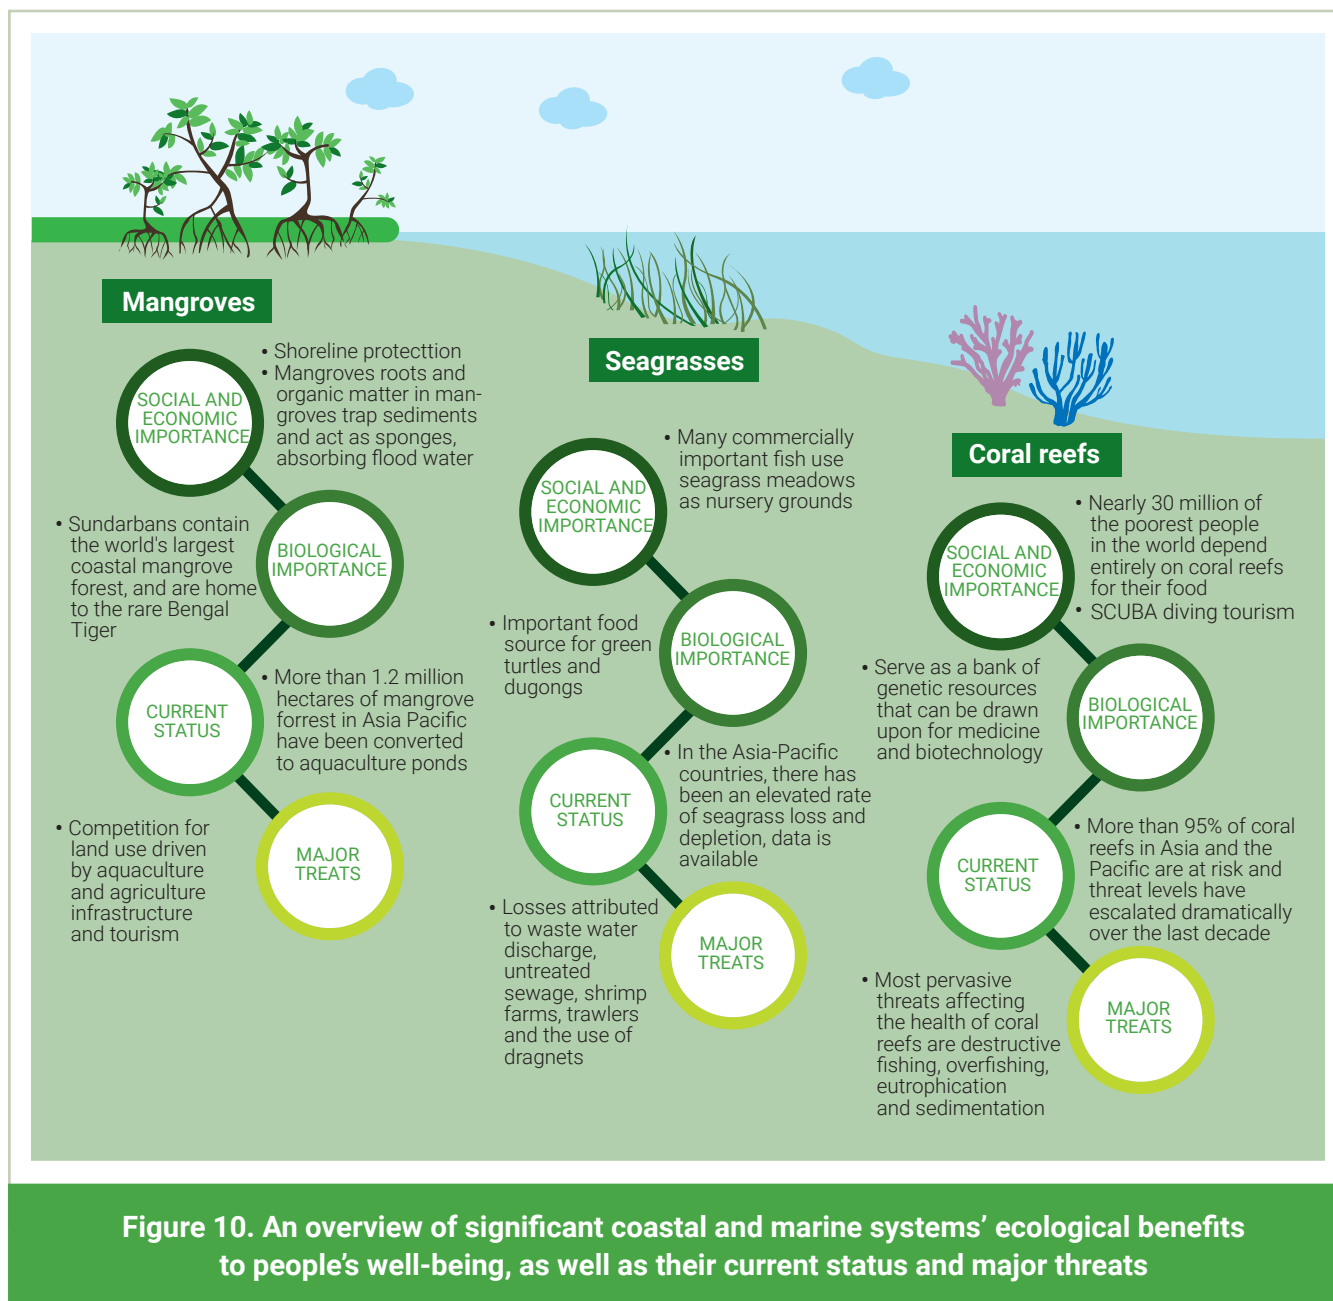 Mangroves
SOCIAL AND
ECONOMIC
IMPORTANCE
• Shoreline protecttion
• Mangroves roots and
organic matter in man-
groves trap sediments
and act as sponges,
absorbing flood water
BIOLOGICAL
IMPORTANCE
• Sundarbans contain
the world's largest
coastal mangrove
forest, and are home
to the rare Bengal
Tiger
CURRENT
STATUS
• More than 1.2 million
hectares of mangrove
forrest in Asia Pacific
have been converted
to aquaculture ponds
MAJOR
TREATS
• Competition for
land use driven
by aquaculture
and agriculture
infrastructure
and tourism
Seagrasses
SOCIAL AND
ECONOMIC
IMPORTANCE
• Many commercially
important fish use
seagrass meadows
as nursery grounds
BIOLOGICAL
IMPORTANCE
• Important food
source for green
turtles and
dugongs
CURRENT
STATUS
• In the Asia-Pacific
countries, there has
been an elevated rate
of seagrass loss and
depletion, data is
available
MAJOR
TREATS
• Losses attributed
to waste water
discharge,
untreated
sewage, shrimp
farms, trawlers
and the use of
dragnets
Coral reefs
SOCIAL AND
ECONOMIC
IMPORTANCE
• Nearly 30 million of
the poorest people
in the world depend
entirely on coral reefs
for their food
• SCUBA diving tourism
BIOLOGICAL
IMPORTANCE
• Serve as a bank of
genetic resources
that can be drawn
upon for medicine
and biotechnology
CURRENT
STATUS
• More than 95% of coral
reefs in Asia and the
Pacific are at risk and
threat levels have
escalated dramatically
over the last decade
MAJOR
TREATS
• Most pervasive
threats affecting
the health of coral
reefs are destructive
fishing, overfishing,
eutrophication
and sedimentation
Figure 10. An overview of significant coastal and marine systems’ ecological benefits
to people’s well-being, as well as their current status and major threats